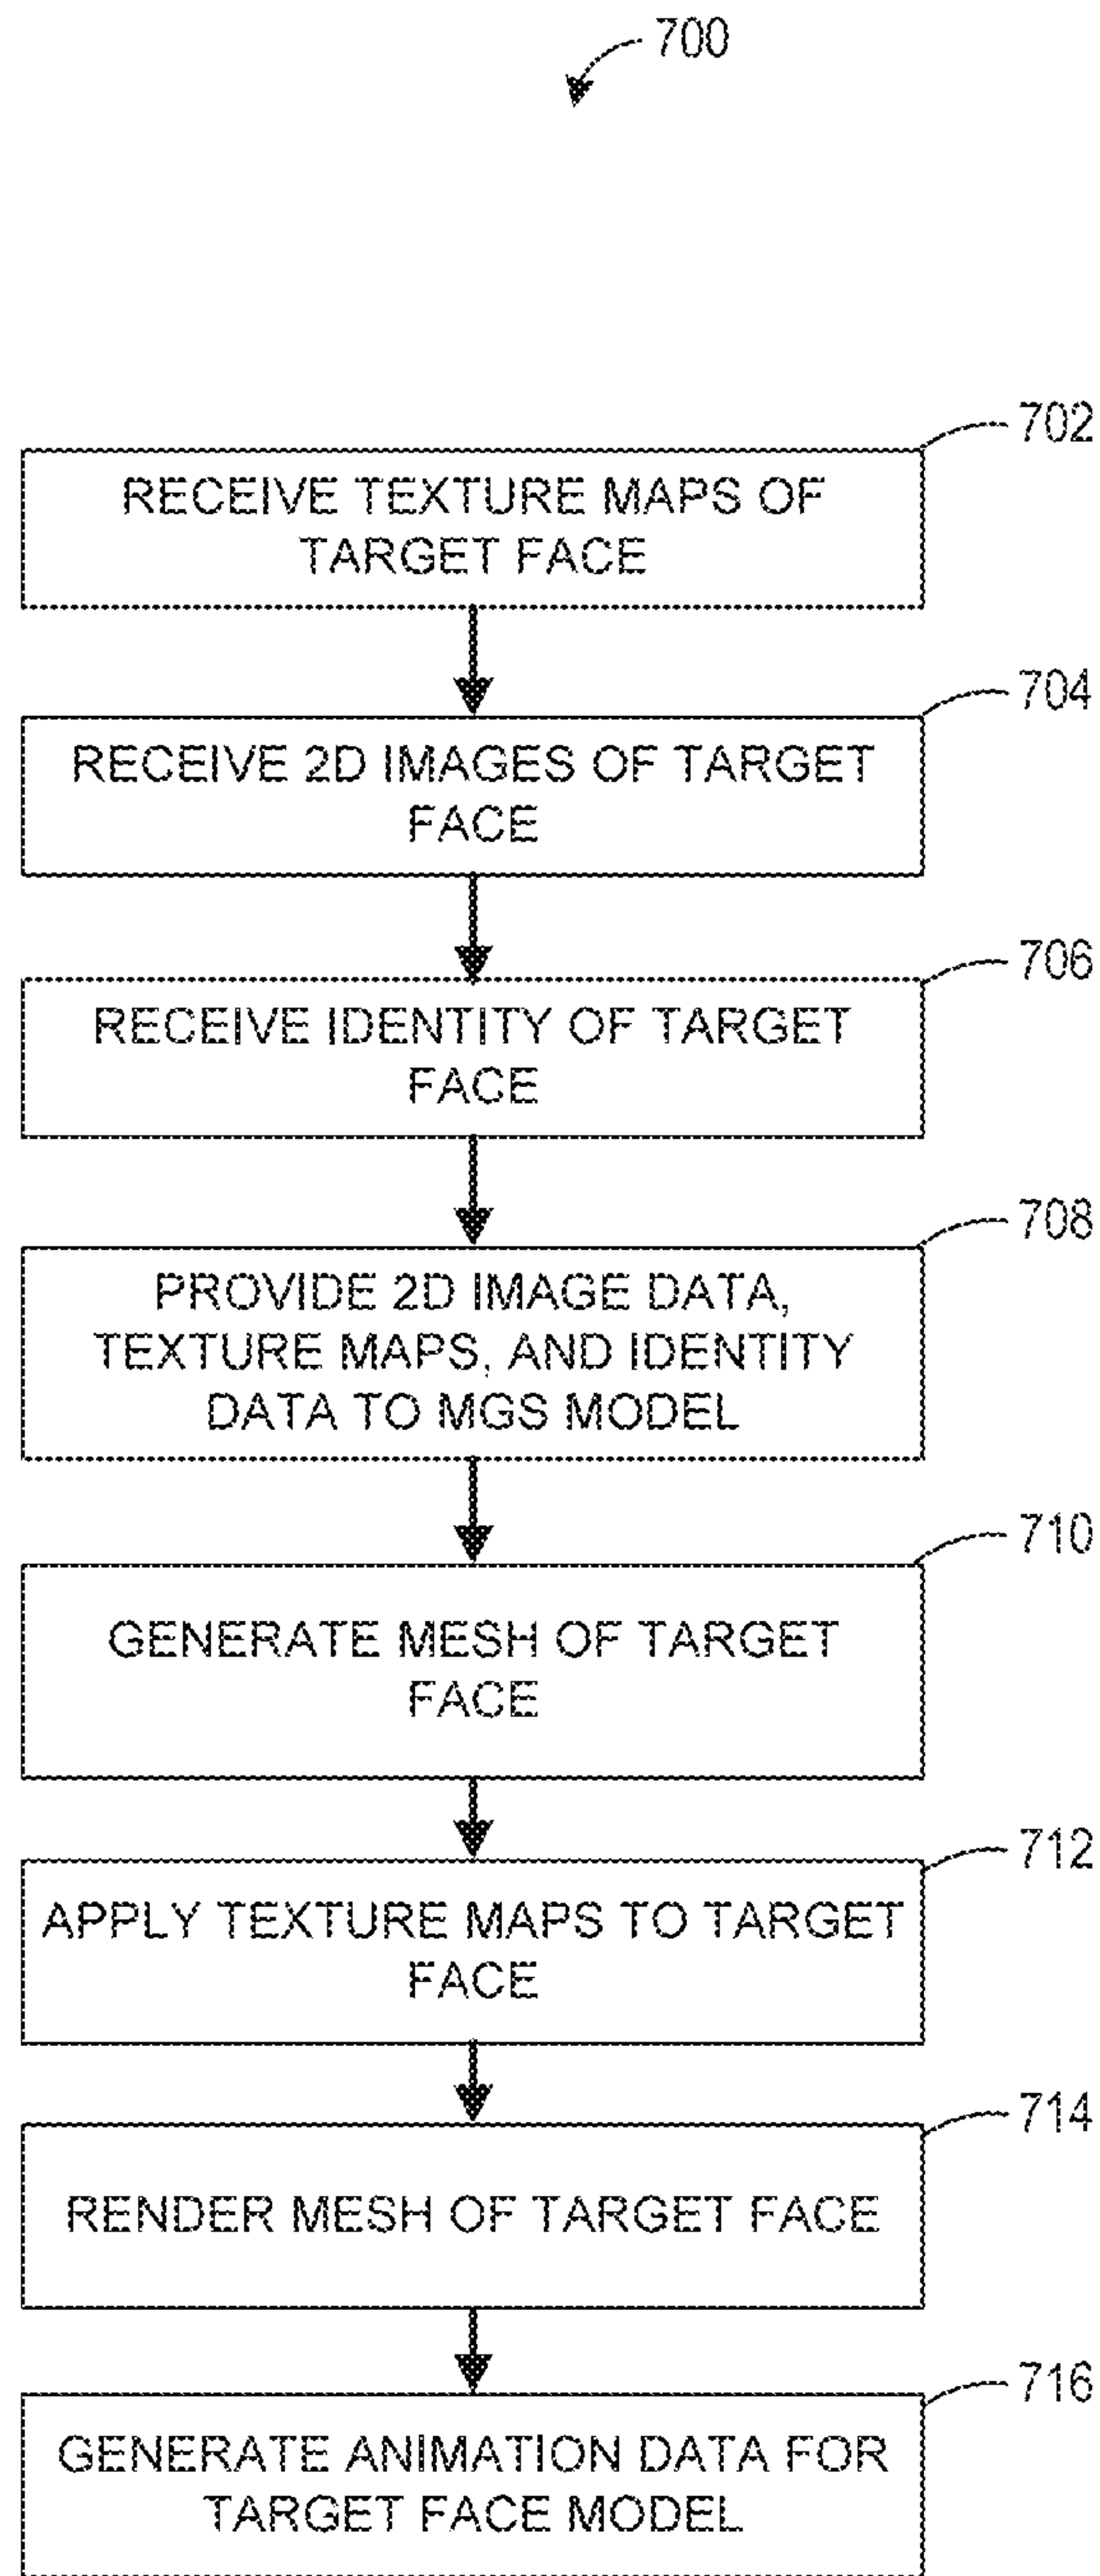 700
702
RECEIVE TEXTURE MAPS OF
TARGET FACE
704
RECEIVE 2D IMAGES OF TARGET
FACE
706
RECEIVE IDENTITY OF TARGET
FACE
708
PROVIDE 2D IMAGE DATA,
TEXTURE MAPS, AND IDENTITY
DATA TO MGS MODEL
710
GENERATE MESH OF TARGET
FACE
712
APPLY TEXTURE MAPS TO TARGET
FACE
714
RENDER MESH OF TARGET FACE
716
GENERATE ANIMATION DATA FOR
TARGET FACE MODEL